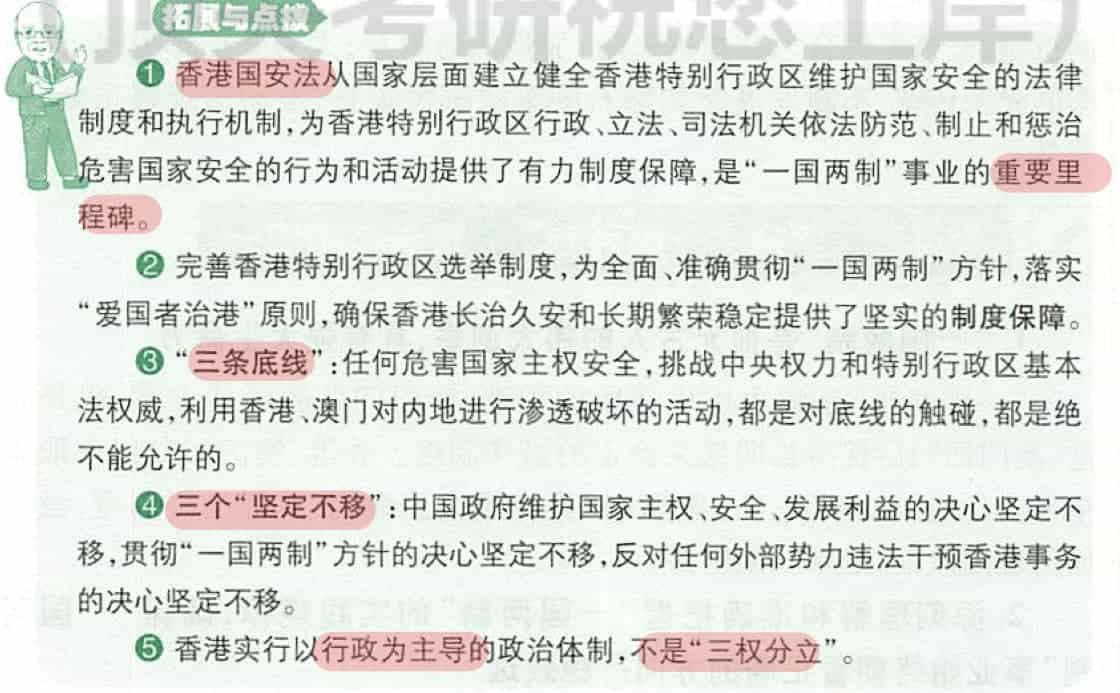 拓展与点拨
❶ 香港国安法从国家层面建立健全香港特别行政区维护国家安全的法律
制度和执行机制,为香港特别行政区行政、立法、司法机关依法防范、制止和惩治
危害国家安全的行为和活动提供了有力制度保障,是“一国两制”事业的重要里
程碑。
❷ 完善香港特别行政区选举制度,为全面、准确贯彻“一国两制”方针,落实
“爱国者治港”原则,确保香港长治久安和长期繁荣稳定提供了坚实的制度保障。
❸ “三条底线”:任何危害国家主权安全,挑战中央权力和特别行政区基本
法权威,利用香港、澳门对内地进行渗透破坏的活动,都是对底线的触碰,都是绝
不能允许的。
❹ 三个“坚定不移”:中国政府维护国家主权、安全、发展利益的决心坚定不
移,贯彻“一国两制”方针的决心坚定不移,反对任何外部势力违法干预香港事务
的决心坚定不移。
❺ 香港实行以行政为主导的政治体制,不是“三权分立”。